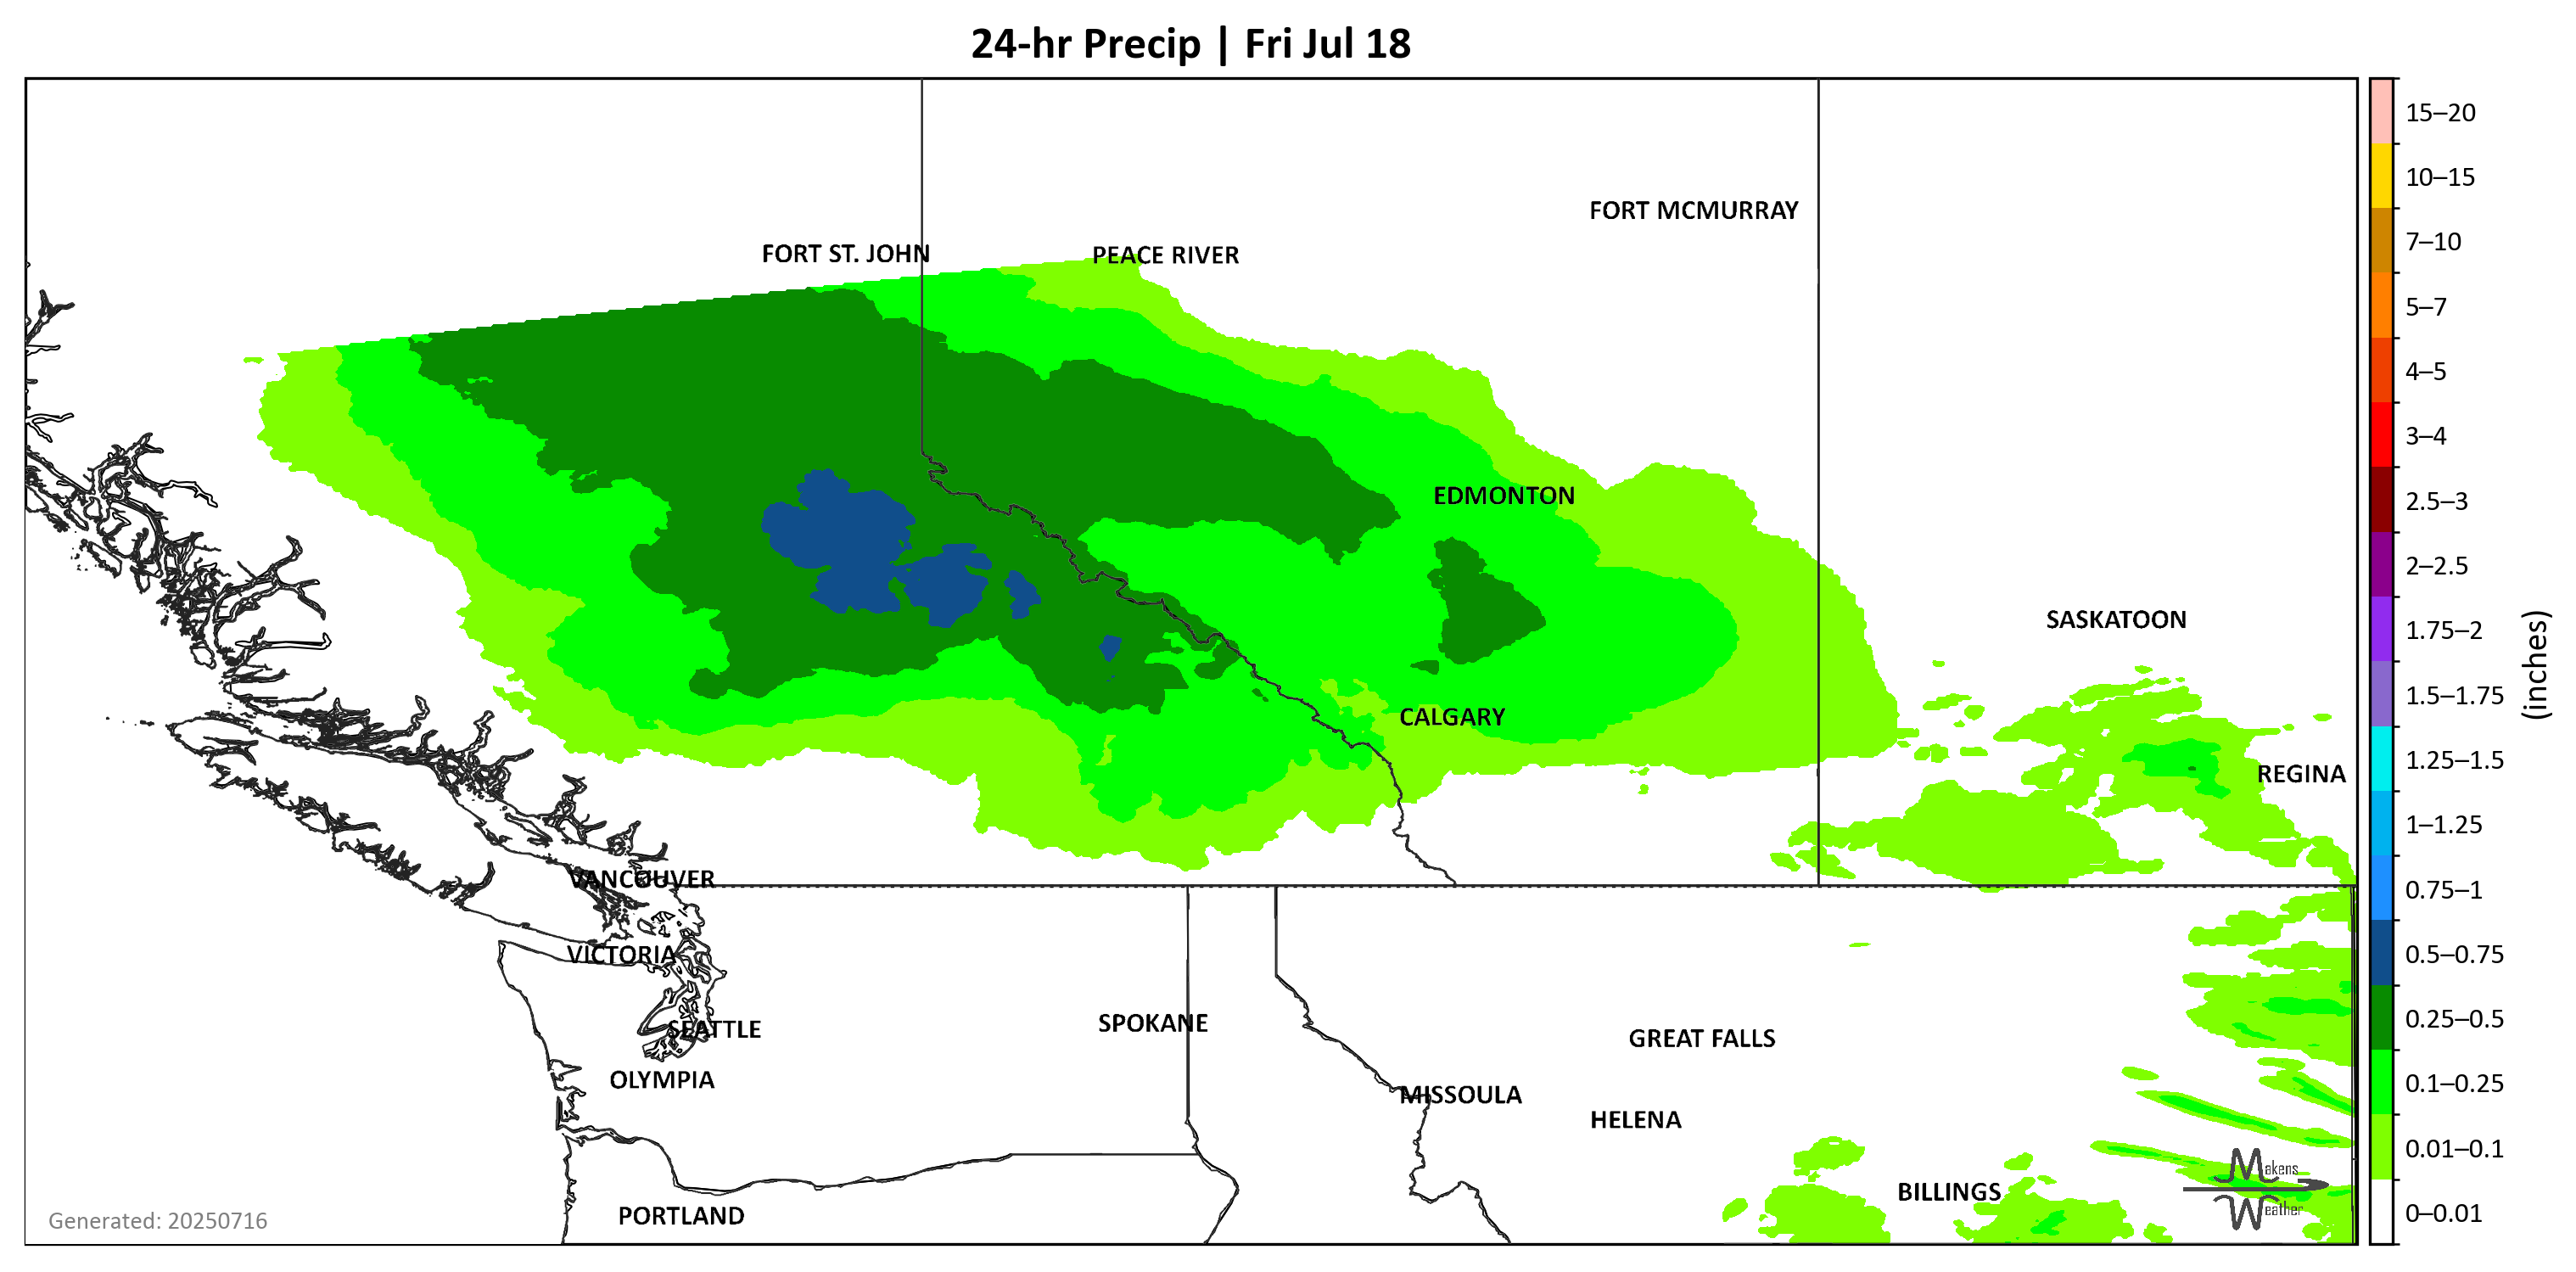 24-hr Precip | Fri Jul 18
15–20
10–15
FORT MCMURRAY
7–10
FORT ST. JOHN
PEACE RIVER
5–7
4–5
3–4
EDMONTON
2.5–3
2–2.5
SASKATOON
1.75–2
(inches)
1.5–1.75
CALGARY
1.25–1.5
REGINA
1–1.25
VANCOUVER
0.75–1
VICTORIA
0.5–0.75
SEATTLE
SPOKANE
GREAT FALLS
0.25–0.5
OLYMPIA
MISSOULA
0.1–0.25
HELENA
0.01–0.1
Makens
BILLINGS
Weather
PORTLAND
0–0.01
Generated: 20250716